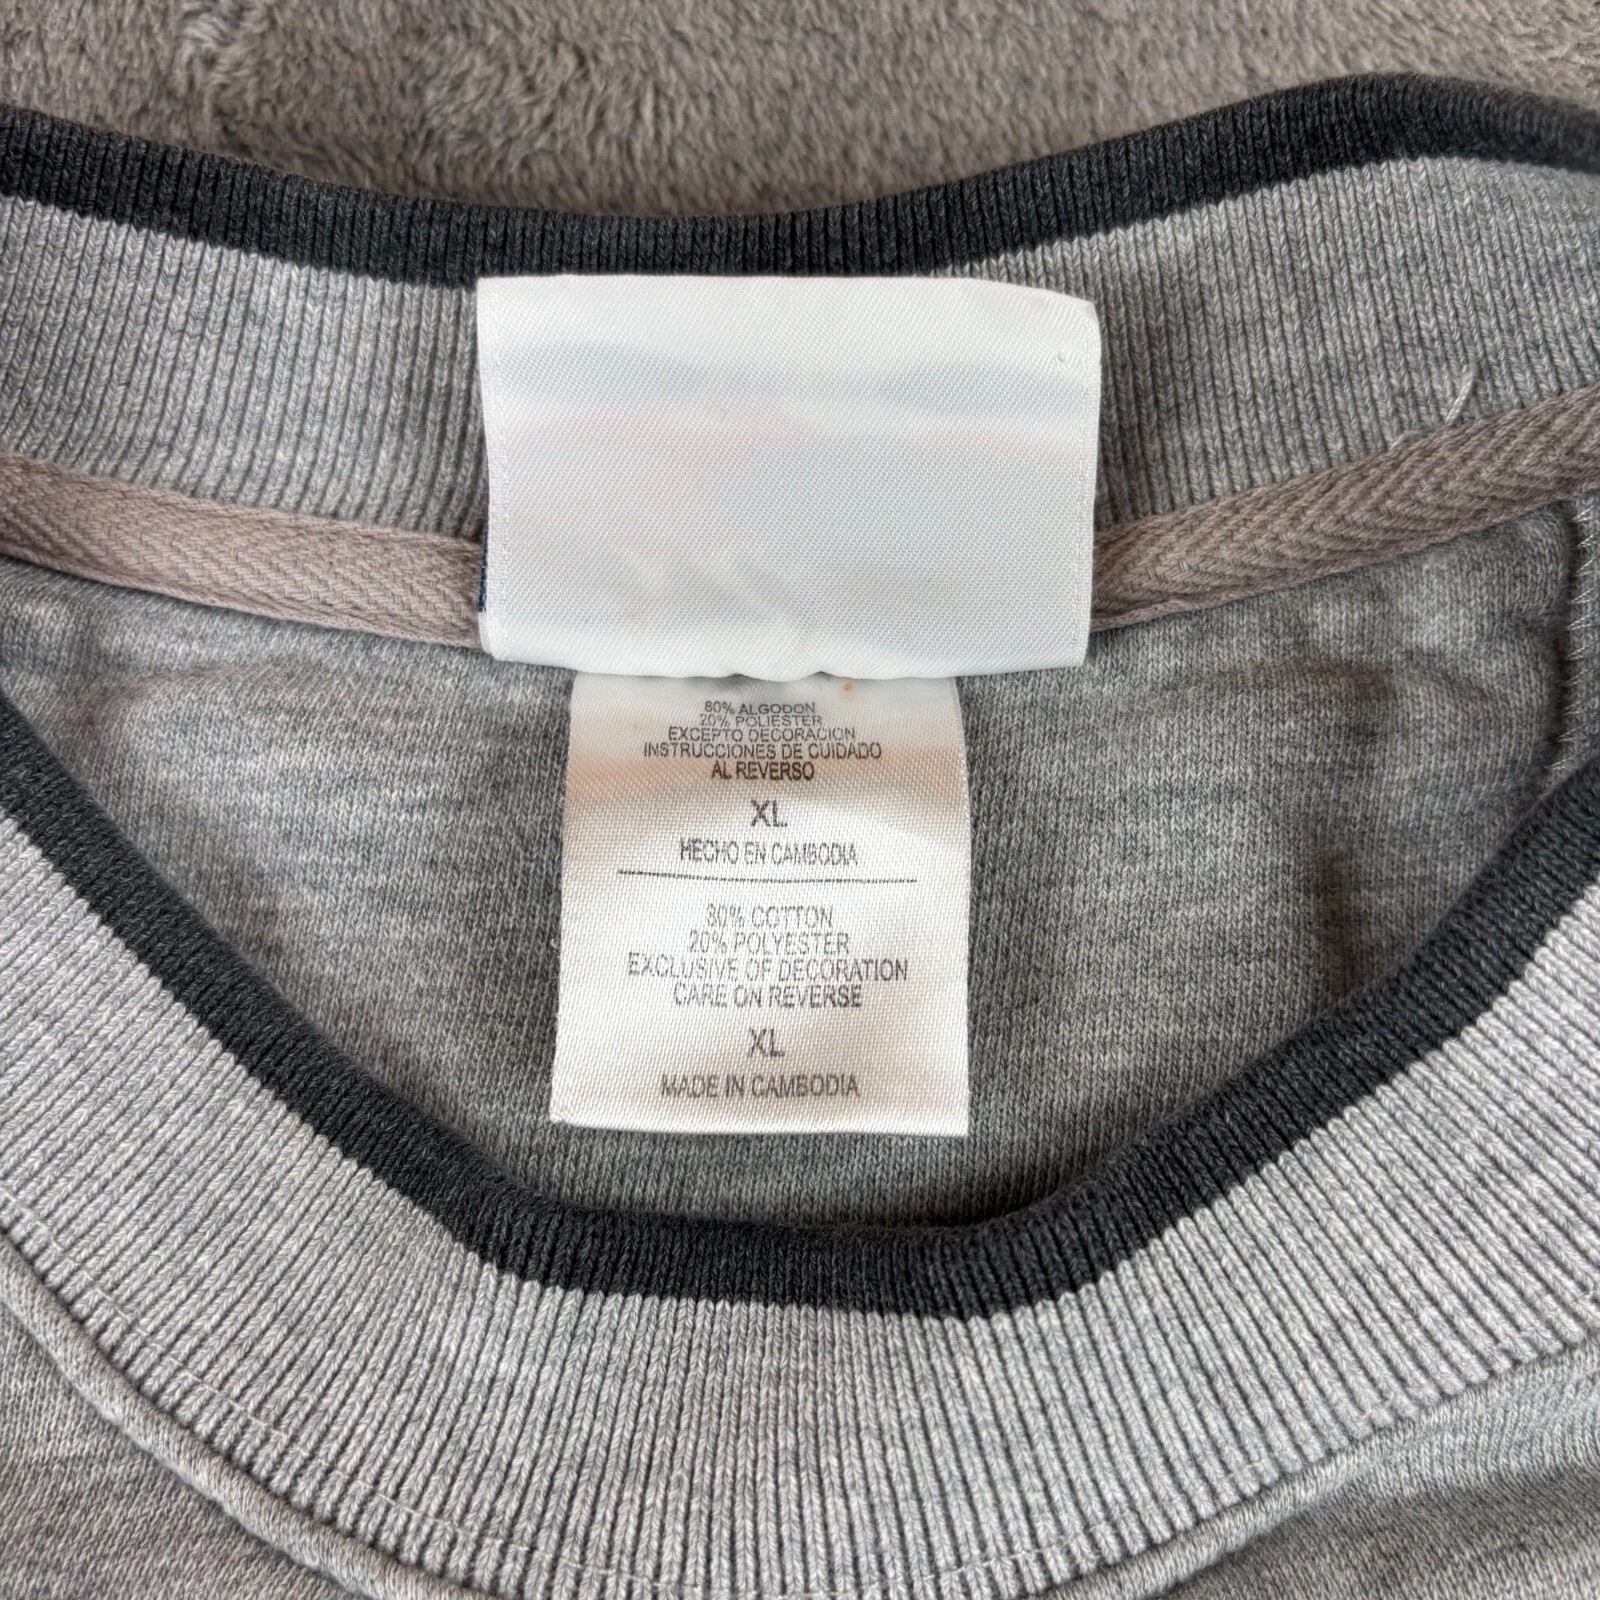 80% ALGODON
20% POLIESTER
EXCEPTO DECORACION
INSTRUCCIONES DE CUIDADO
AL REVERSO
XL
HECHO EN CAMBODIA
80% COTTON
20% POLYESTER
EXCLUSIVE OF DECORATION
CARE ON REVERSE
XL
MADE IN CAMBODIA